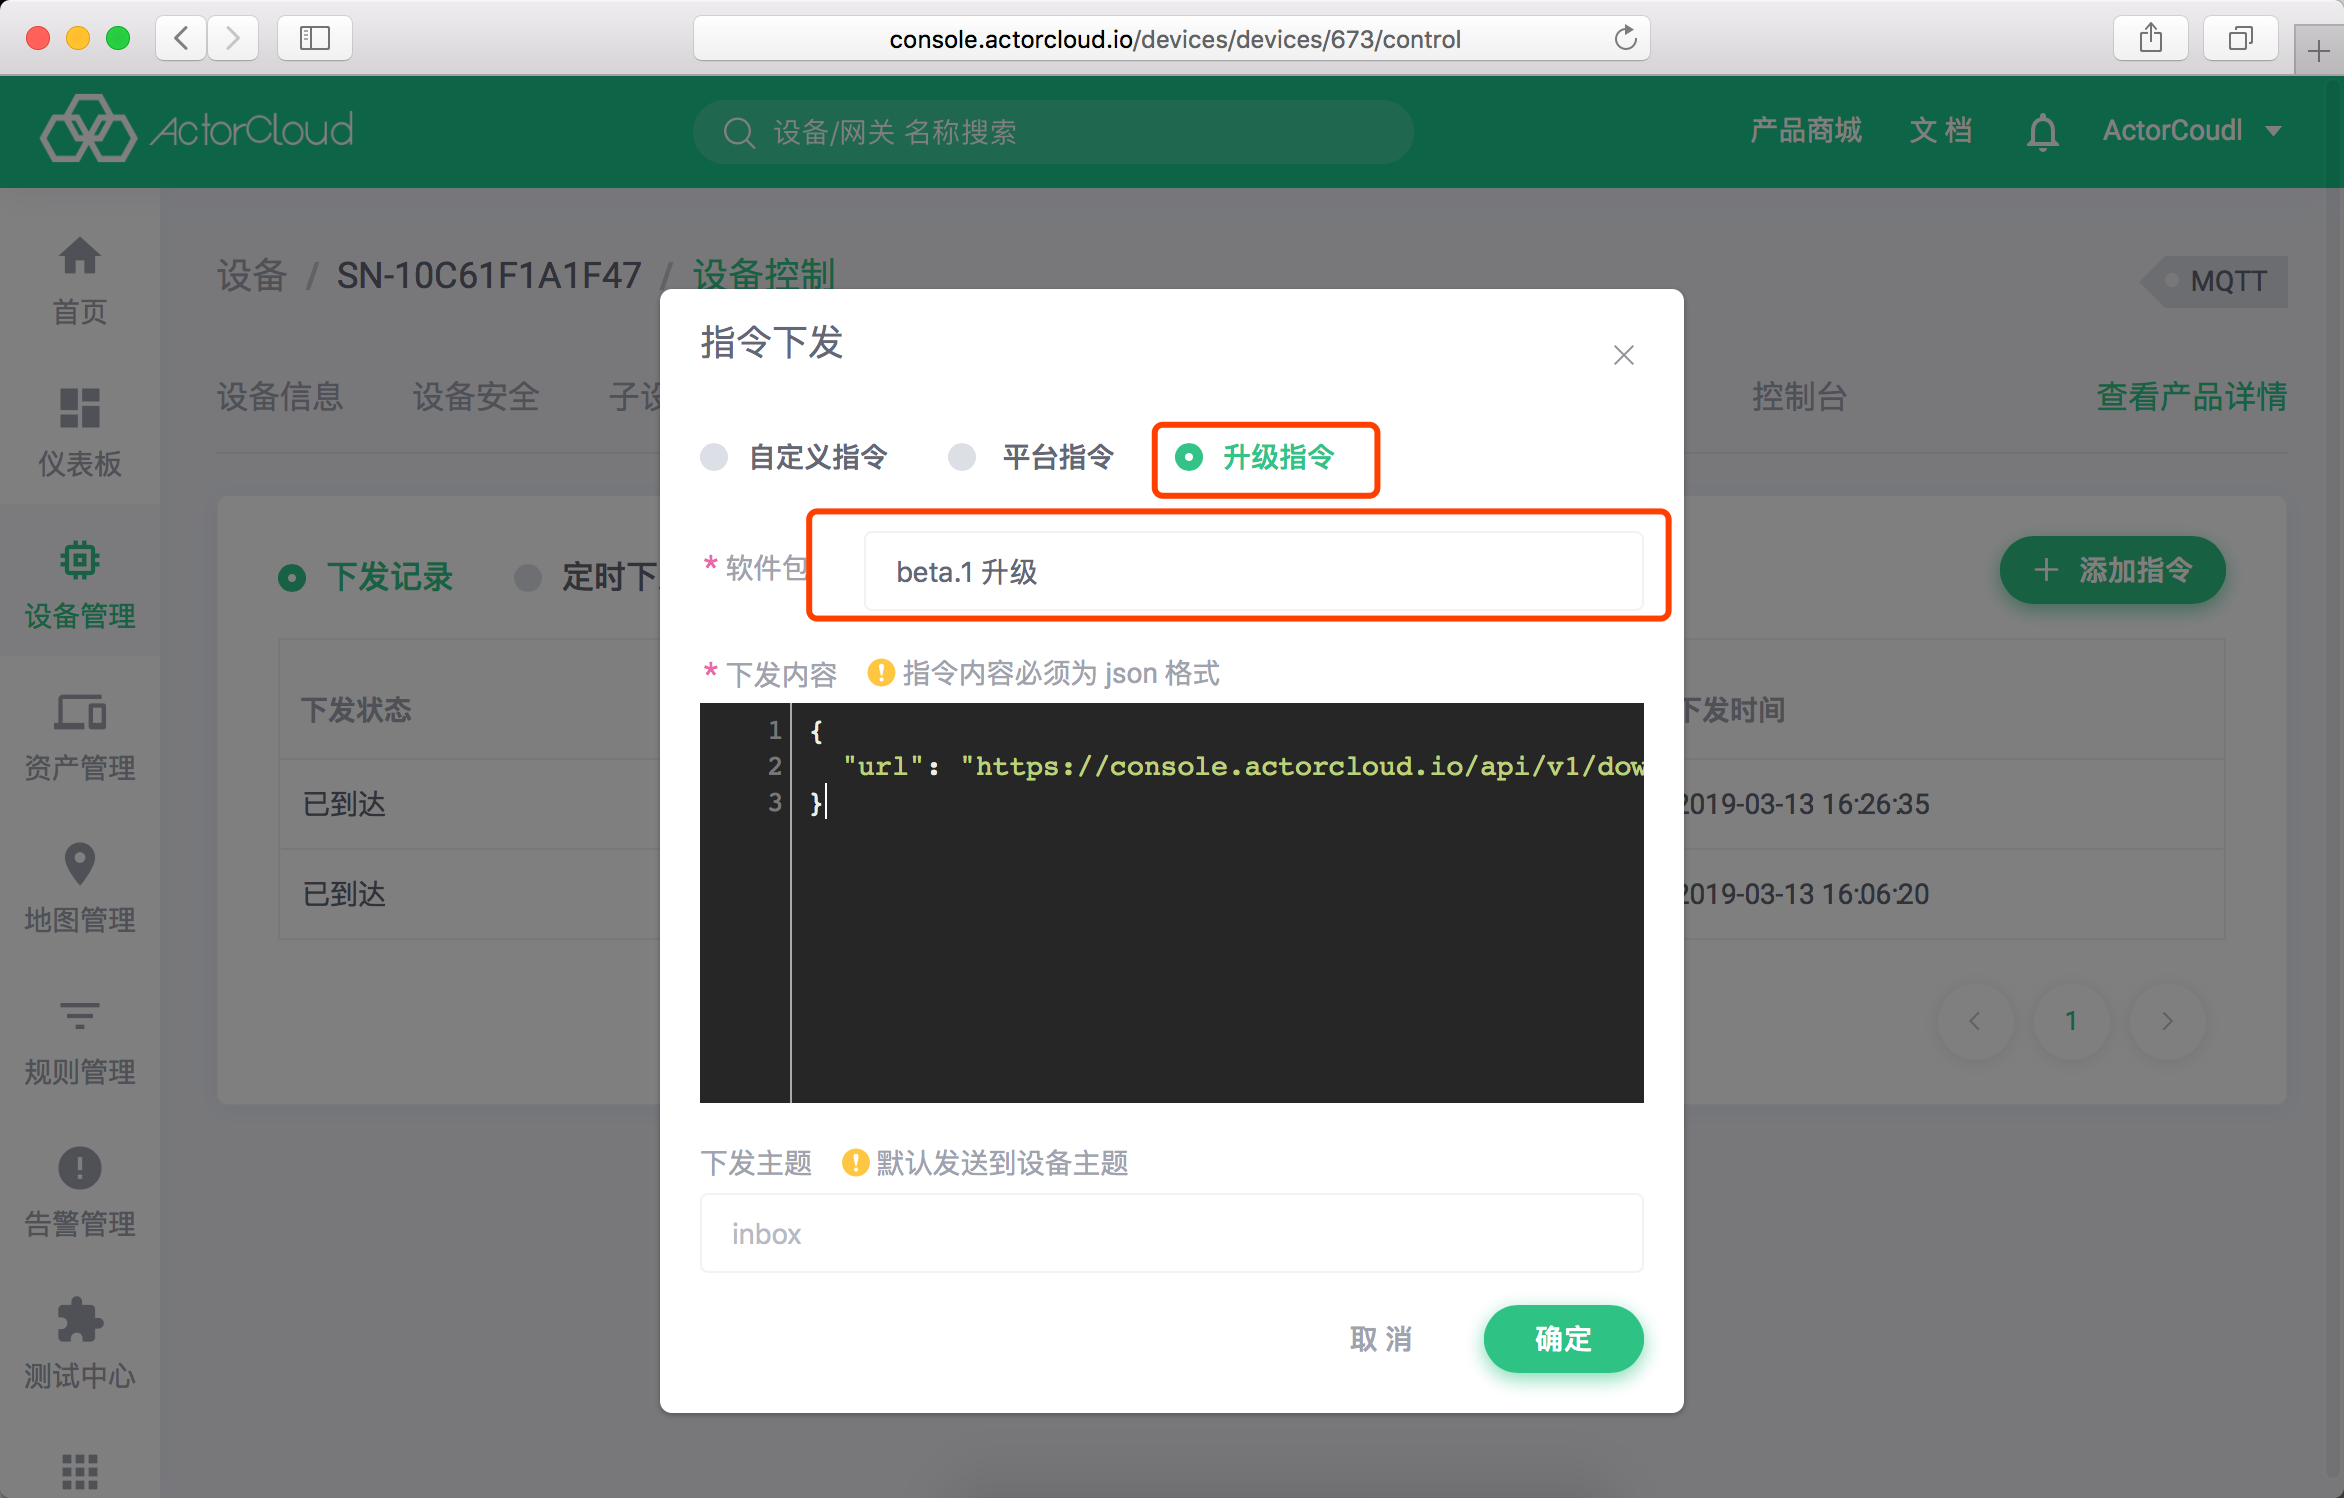 console.actorcloud.io/devices/devices/673/control
ActorCloud
设备/网关 名称搜索
产品商城
文 档
ActorCoudl
首页
仪表板
设备管理
资产管理
地图管理
规则管理
告警管理
测试中心
设备 / SN-10C61F1A1F47 / 设备控制
MQTT
设备信息
设备安全
子设
控制台
查看产品详情
下发记录
定时下
+ 添加指令
下发状态
下发时间
已到达
2019-03-13 16:26:35
已到达
2019-03-13 16:06:20
1
指令下发
自定义指令
平台指令
升级指令
* 软件包
beta.1 升级
* 下发内容
指令内容必须为 json 格式
1 {
2 "url": "https://console.actorcloud.io/api/v1/dow
3 }
下发主题
默认发送到设备主题
inbox
取 消
确定